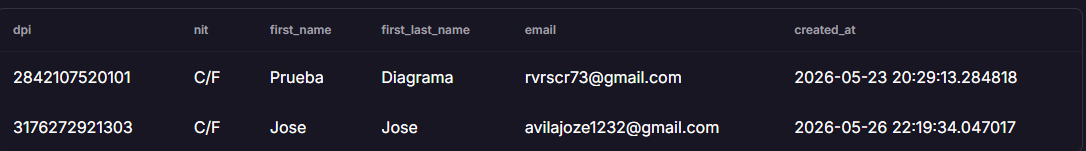 dpi nit first_name first_last_name email created_at
2842107520101 C/F Prueba Diagrama rvrscr73@gmail.com 2026-05-23 20:29:13.284818
3176272921303 C/F Jose Jose avilajoze1232@gmail.com 2026-05-26 22:19:34.047017